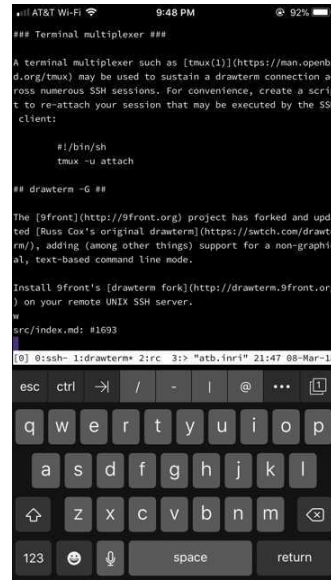 AT&T Wi-Fi 9:48 PM 92%
### Terminal multiplexer ###
A terminal multiplexer such as [tmux(1)](https://man.openb
d.org/tmux) may be used to sustain a drawterm connection a
ross numerous SSH sessions. For convenience, create a scrip
t to re-attach your session that may be executed by the SSH
client:
#!/bin/sh
tmux -u attach
## drawterm -G ##
The [9front](http://9front.org) project has forked and upd
ted [Russ Cox's original drawterm](https://swtch.com/drawt
rm/), adding (among other things) support for a non-graphi
al, text-based command line mode.
Install 9front's [drawterm fork](http://drawterm.9front.or
) on your remote UNIX SSH server.
w
src/index.md: #1693
[0] 0:ssh- 1:drawterm* 2:rc 3:> "atb.inri" 21:47 08-Mar-18
esc ctrl →| / - | @ ••• 1
q w e r t y u i o p
a s d f g h j k l
z x c v b n m
123 space return